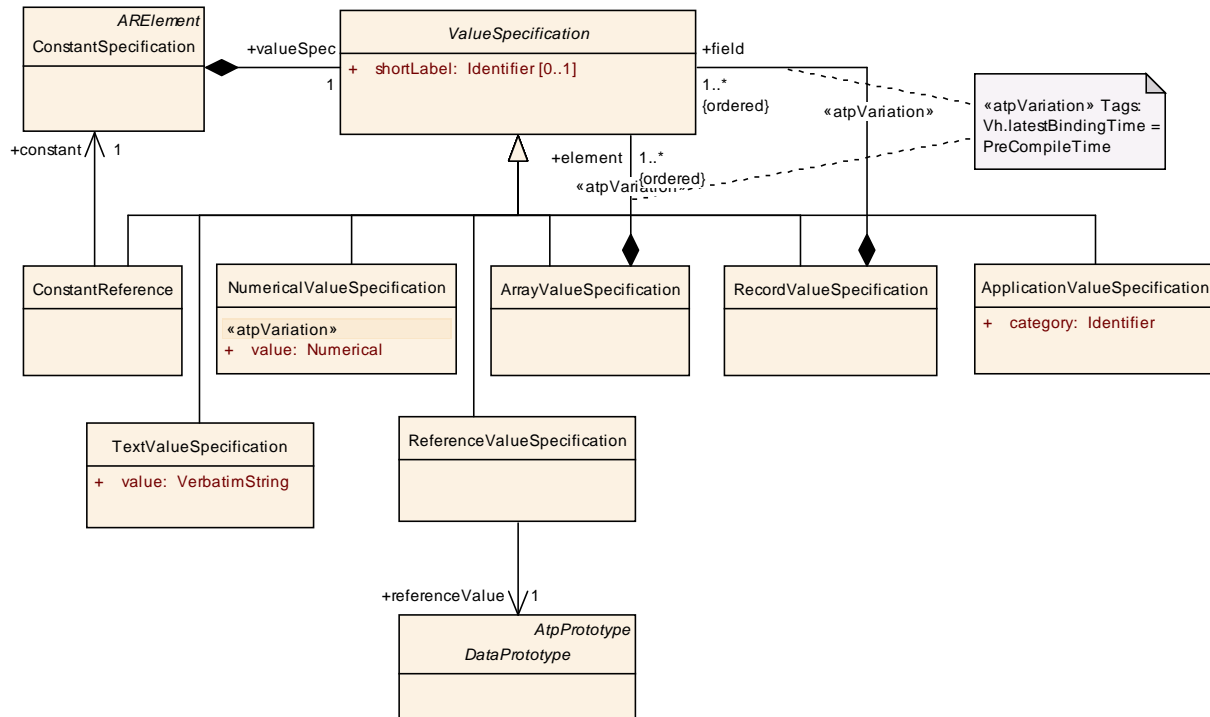 ARElement
ConstantSpecification
+valueSpec
1
ValueSpecification
+ shortLabel: Identifier [0..1]
+field
1..*
{ordered}
«atpVariation»
«atpVariation» Tags:
Vh.latestBindingTime =
PreCompileTime
+constant
1
+element
1..*
{ordered}
«atpVariation»
ConstantReference
NumericalValueSpecification
«atpVariation»
+ value: Numerical
ArrayValueSpecification
RecordValueSpecification
ApplicationValueSpecification
+ category: Identifier
TextValueSpecification
+ value: VerbatimString
ReferenceValueSpecification
+referenceValue
1
AtpPrototype
DataPrototype